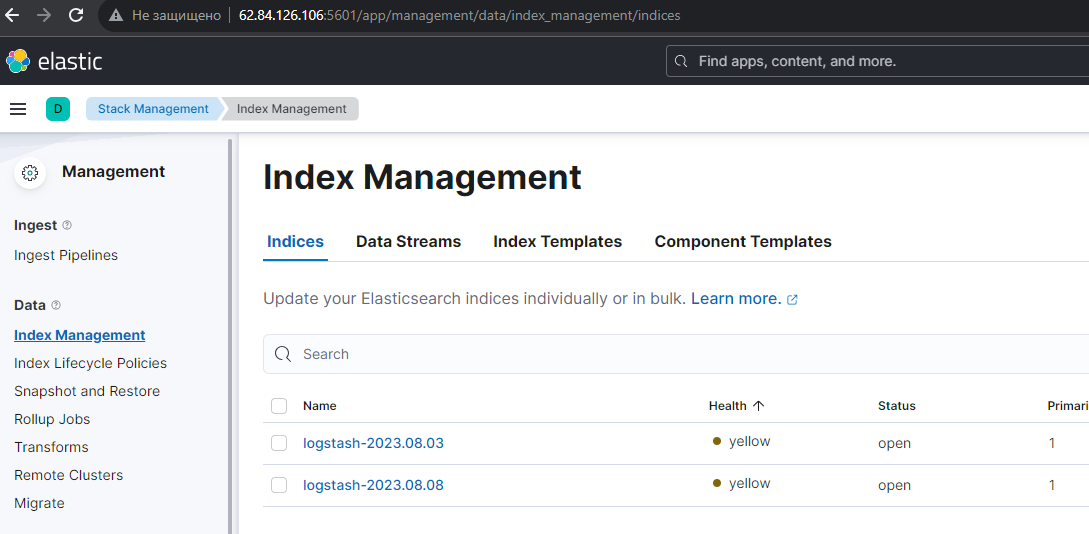 Не защищено 62.84.126.106:5601/app/management/data/index_management/indices
elastic Find apps, content, and more.
D Stack Management Index Management
Management
Ingest
Ingest Pipelines
Data
Index Management
Index Lifecycle Policies
Snapshot and Restore
Rollup Jobs
Transforms
Remote Clusters
Migrate
Index Management
Indices Data Streams Index Templates Component Templates
Update your Elasticsearch indices individually or in bulk. Learn more.
Search
Name Health Status Primari
logstash-2023.08.03 yellow open 1
logstash-2023.08.08 yellow open 1